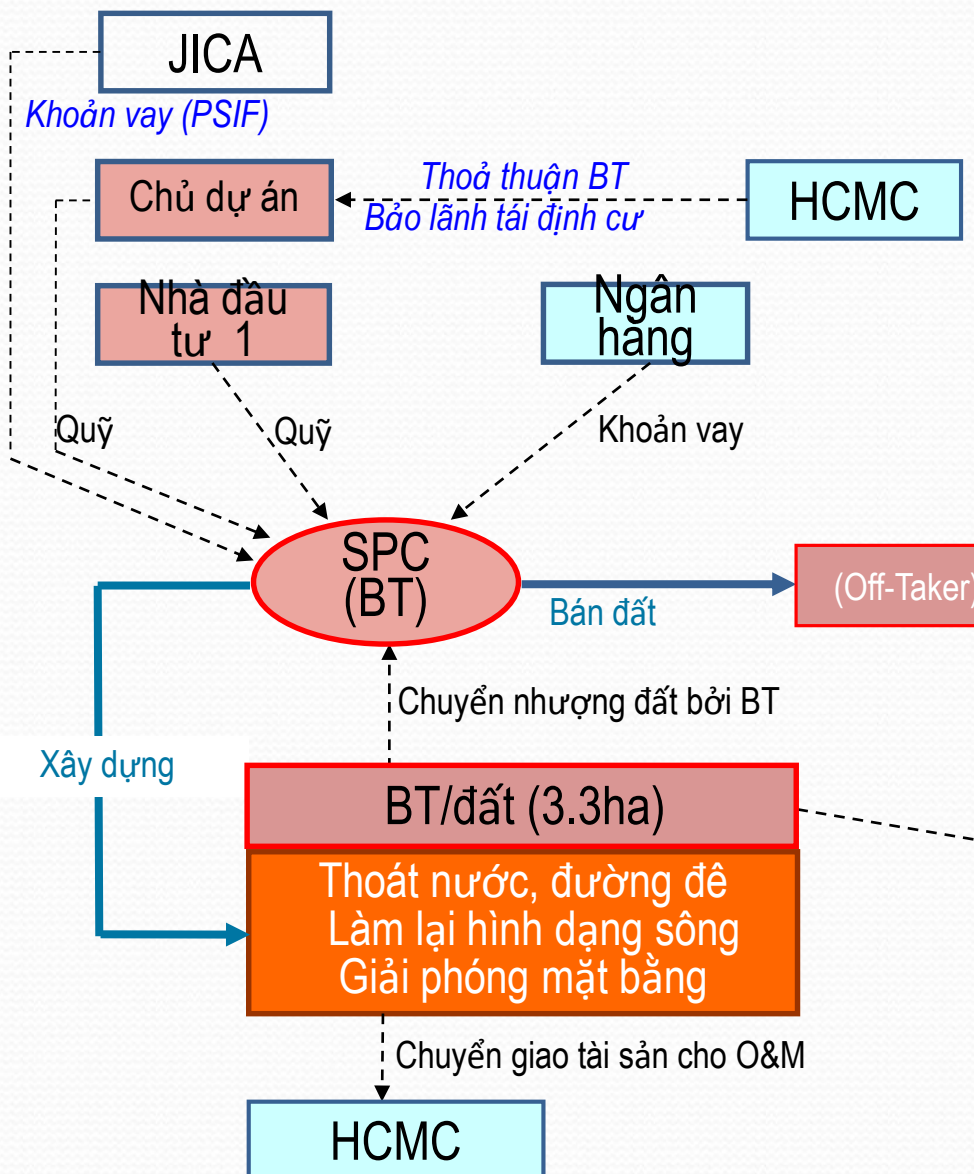 JICA
Khoản vay (PSIF)
Chủ dự án
Thoả thuận BT
Bảo lãnh tái định cư
HCMC
Nhà đầu
tư 1
Ngân
hàng
Quỹ
Quỹ
Khoản vay
SPC
(BT)
Bán đất
(Off-Taker)
Chuyển nhượng đất bởi BT
Xây dựng
BT/đất (3.3ha)
Thoát nước, đường đê
Làm lại hình dạng sông
Giải phóng mặt bằng
Chuyển giao tài sản cho O&M
HCMC